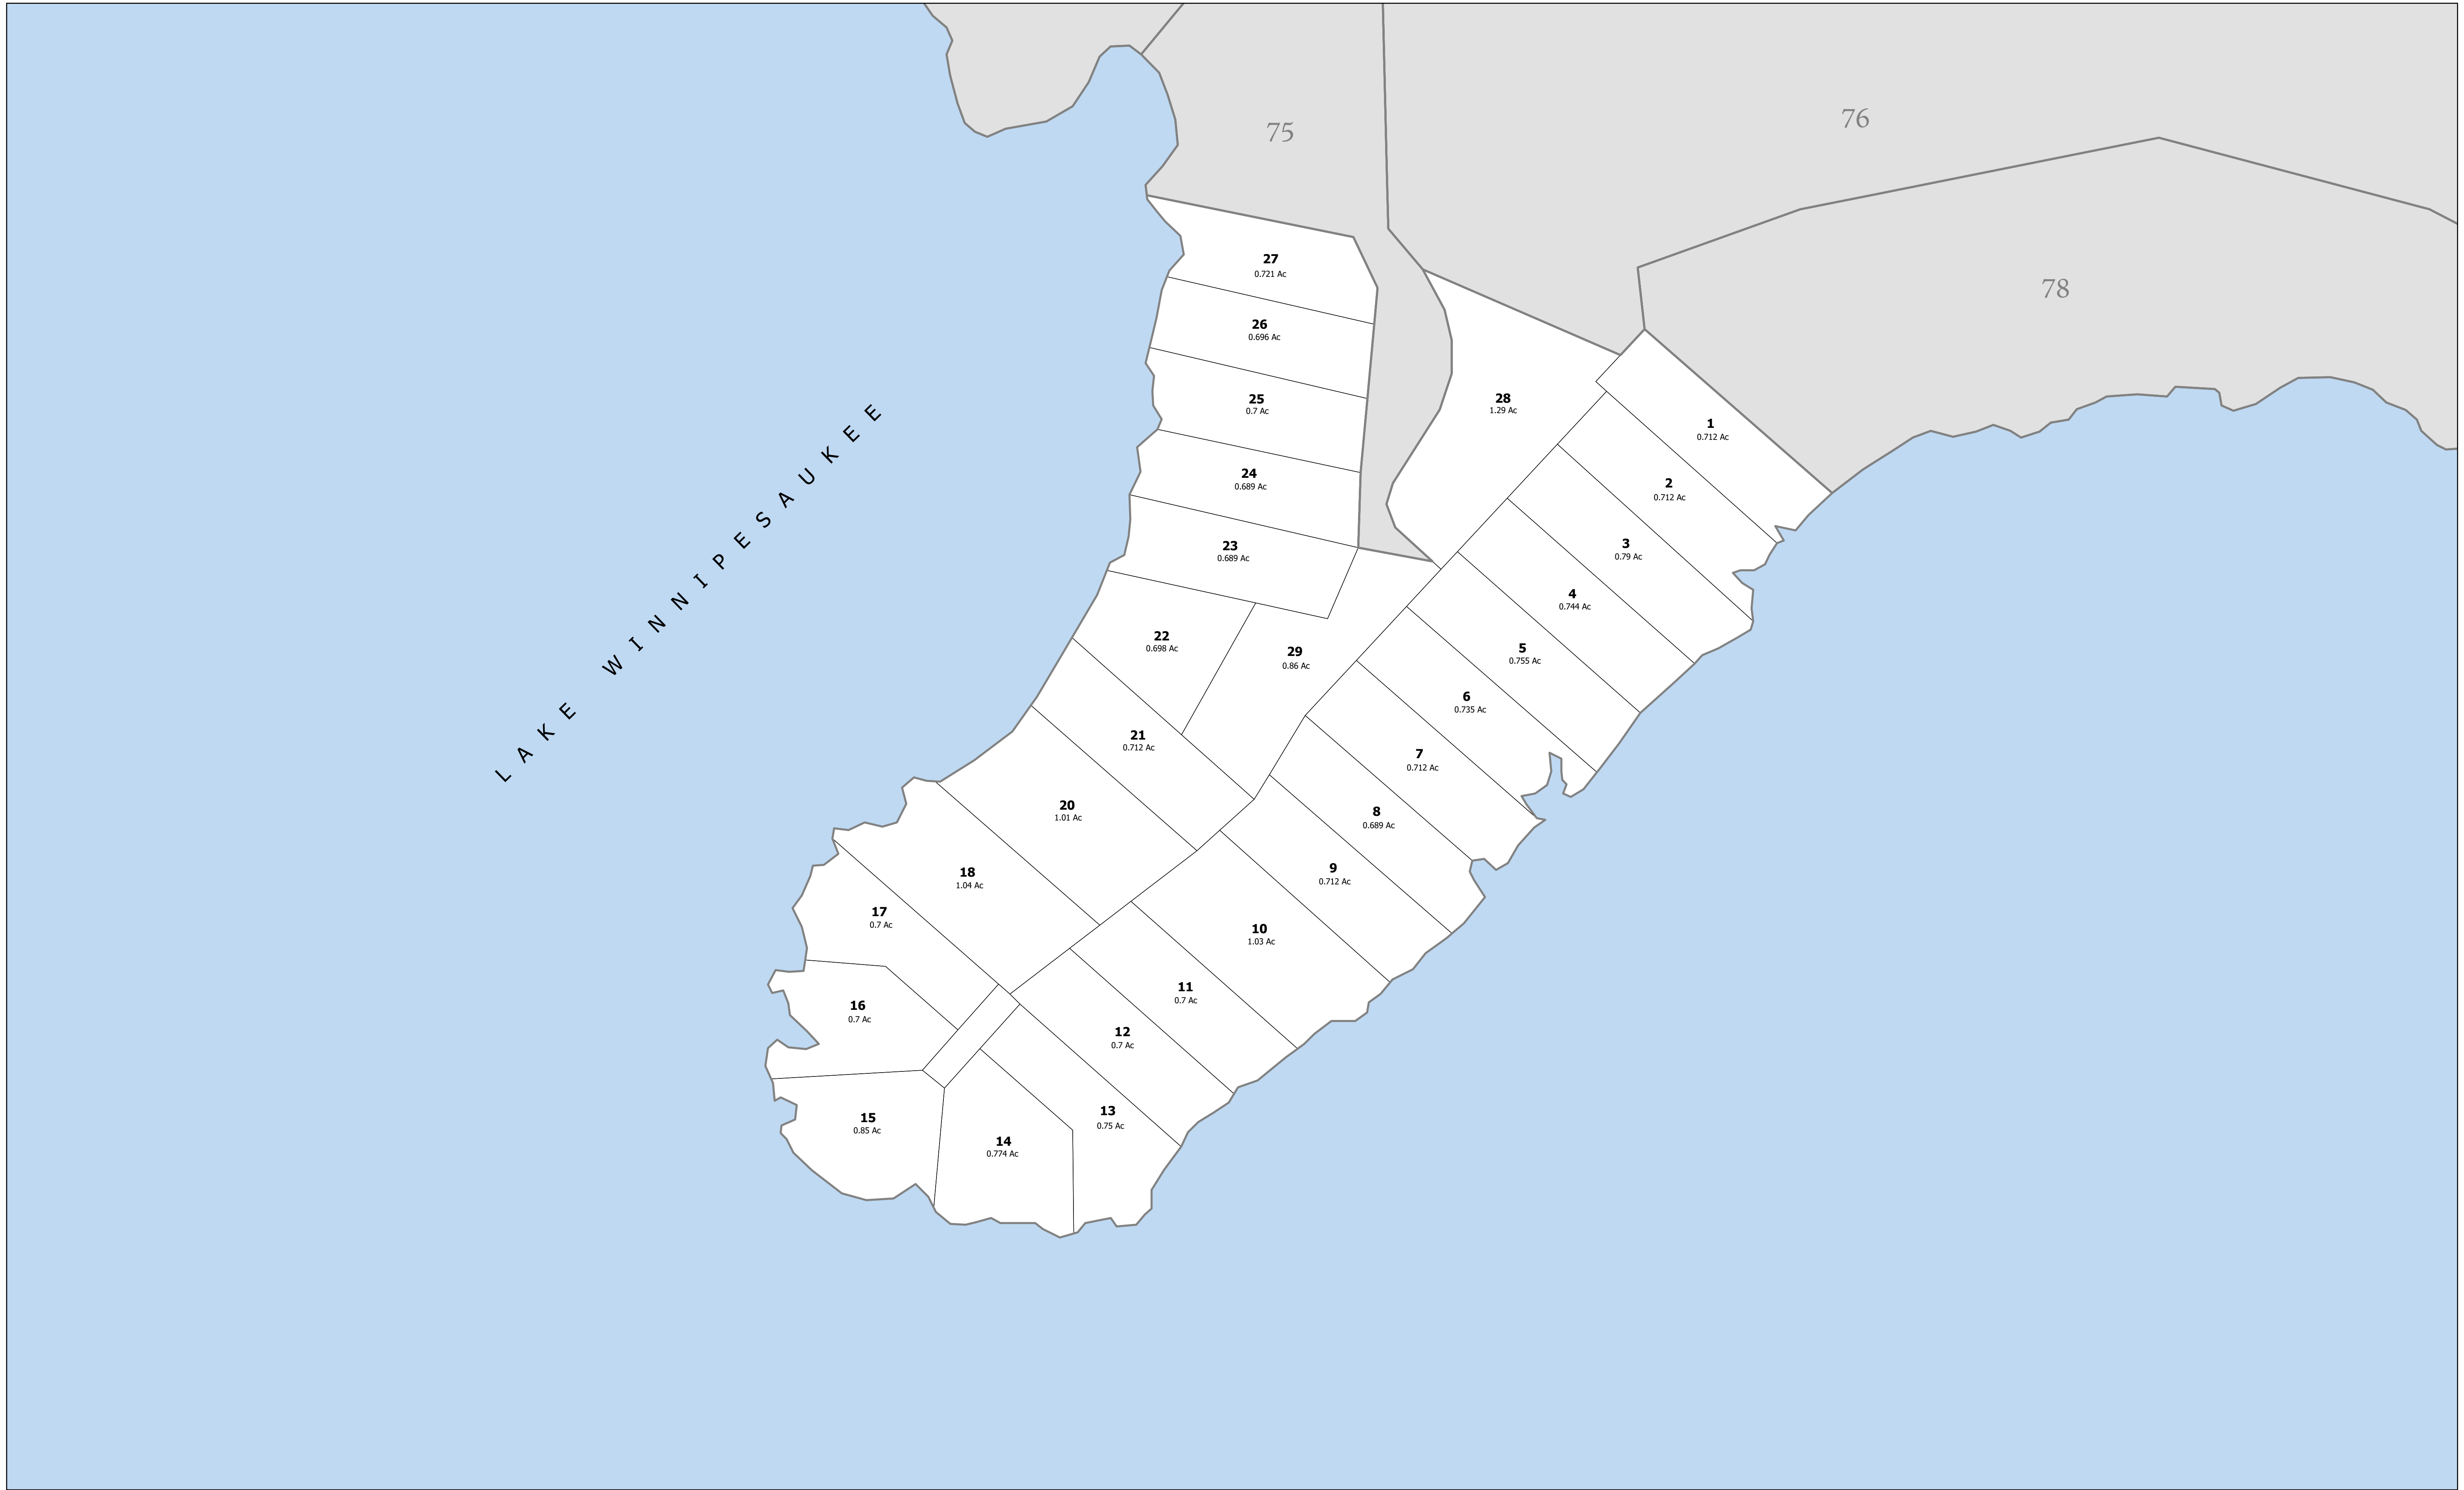 75
76
78
27
0.721 Ac
26
0.696 Ac
25
0.7 Ac
28
1.29 Ac
1
0.712 Ac
24
0.689 Ac
2
0.712 Ac
23
0.689 Ac
3
0.79 Ac
4
0.744 Ac
22
0.698 Ac
29
0.86 Ac
5
0.755 Ac
6
0.735 Ac
LAKE WINNIPESAUKEE
21
0.712 Ac
7
0.712 Ac
20
1.01 Ac
8
0.689 Ac
18
1.04 Ac
9
0.712 Ac
17
0.7 Ac
10
1.03 Ac
11
0.7 Ac
16
0.7 Ac
12
0.7 Ac
13
0.75 Ac
15
0.85 Ac
14
0.774 Ac